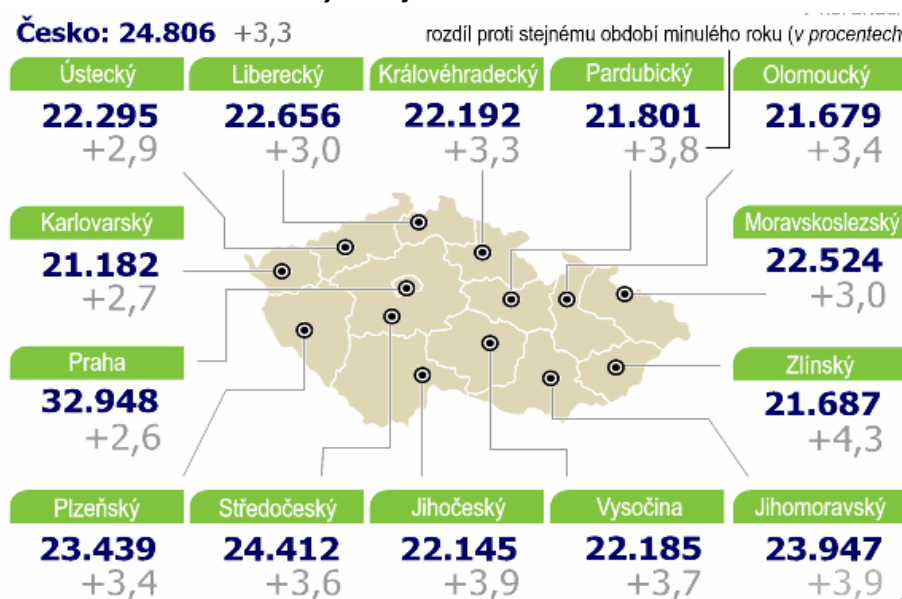 Česko: 24.806 +3,3
rozdíl proti stejnému období minulého roku (v procentech
Ústecký Liberecký Královéhradecký Pardubický Olomoucký
22.295 22.656 22.192 21.801 21.679
+2,9 +3,0 +3,3 +3,8 +3,4
Karlovarský Moravskoslezský
21.182 22.524
+2,7 +3,0
Praha Zlínský
32.948 21.687
+2,6 +4,3
Plzeňský Středočeský Jihočeský Vysočina Jihomoravský
23.439 24.412 22.145 22.185 23.947
+3,4 +3,6 +3,9 +3,7 +3,9